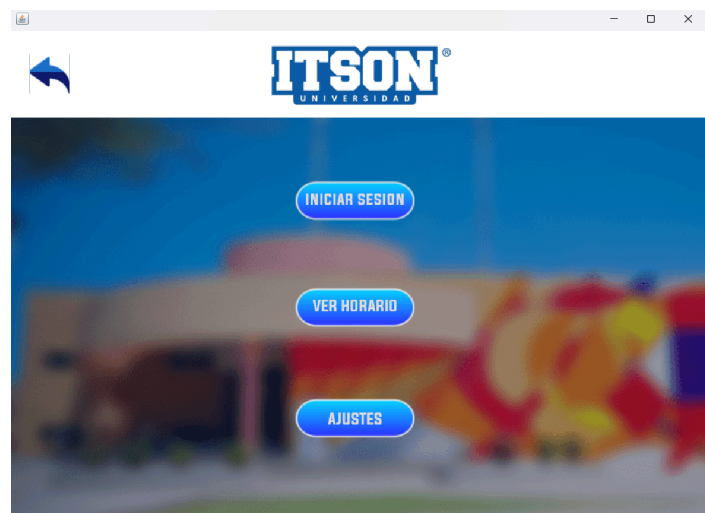 ITSON®
UNIVERSIDAD
INICIAR SESION
VER HORARIO
AJUSTES